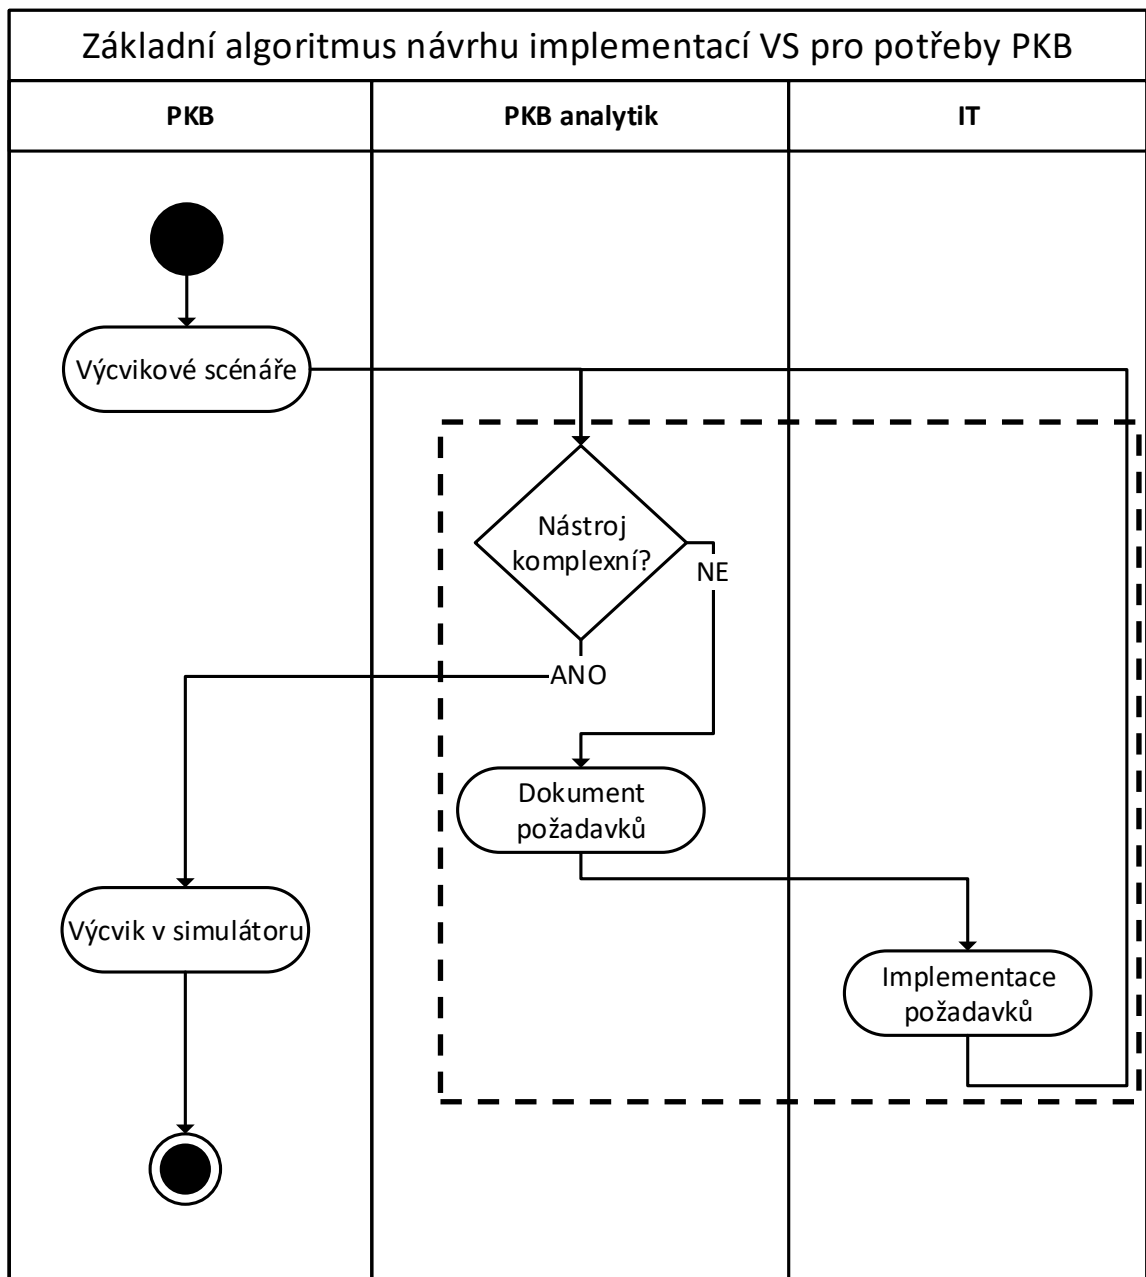 Základní algoritmus návrhu implementací VS pro potřeby PKB
PKB
PKB analytik
IT
Výcvikové scénáře
Nástroj
komplexní?
NE
ANO
Dokument
požadavků
Výcvik v simulátoru
Implementace
požadavků